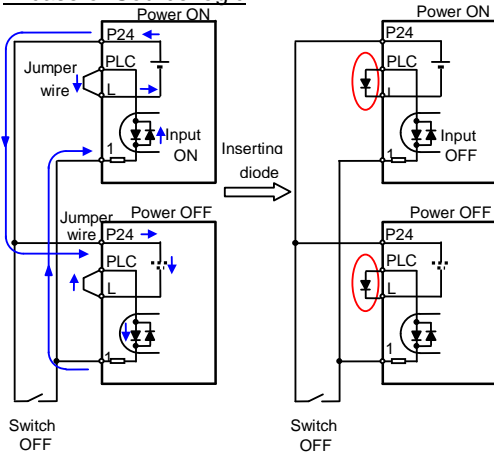 Power ON
P24
PLC
Jumper
wire
L
Input
ON
1
Power OFF
Jumper
wire
P24
PLC
L
1
Switch
OFF
Inserting
diode
Power ON
P24
PLC
L
Input
OFF
1
Power OFF
P24
PLC
L
1
Switch
OFF